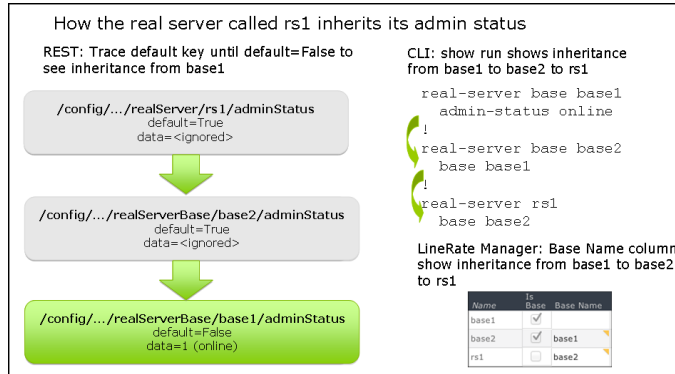 How the real server called rs1 inherits its admin status
REST: Trace default key until default=False to
see inheritance from base1
/config/.../realServer/rs1/adminStatus
default=True
data=<ignored>
/config/.../realServerBase/base2/adminStatus
default=True
data=<ignored>
/config/.../realServerBase/base1/adminStatus
default=False
data=1 (online)
CLI: show run shows inheritance
from base1 to base2 to rs1
real-server base base1
admin-status online
!
real-server base base2
base base1
!
real-server rs1
base base2
LineRate Manager: Base Name column
show inheritance from base1 to base2
to rs1
Name Is Base Base Name
base1
base2 base1
rs1 base2